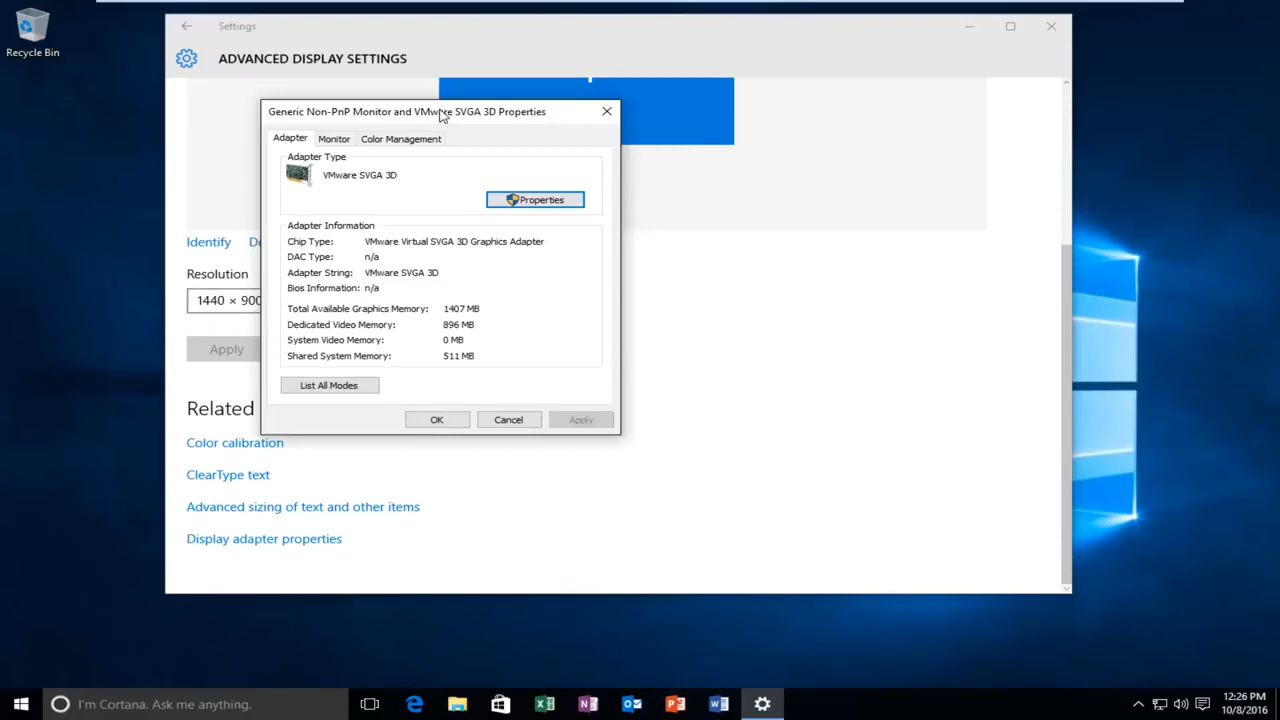 Recycle Bin
Settings
ADVANCED DISPLAY SETTINGS
Generic Non-PnP Monitor and VMware SVGA 3D Properties
Adapter Monitor Color Management
Adapter Type
VMware SVGA 3D
Properties
Adapter Information
Chip Type: VMware Virtual SVGA 3D Graphics Adapter
DAC Type: n/a
Adapter String: VMware SVGA 3D
Bios Information: n/a
Total Available Graphics Memory: 1407 MB
Dedicated Video Memory: 896 MB
System Video Memory: 0 MB
Shared System Memory: 511 MB
List All Modes
OK Cancel Apply
Identify De
Resolution
1440 × 900
Apply
Related
Color calibration
ClearType text
Advanced sizing of text and other items
Display adapter properties
I'm Cortana. Ask me anything.
12:26 PM
10/8/2016